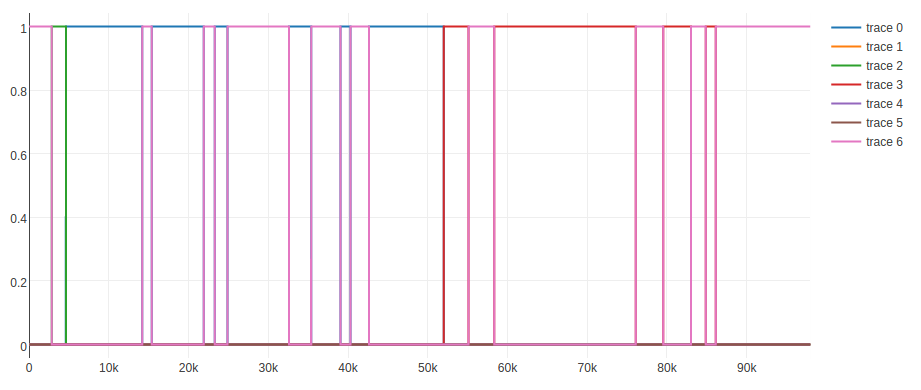 1
0.8
0.6
0.4
0.2
0
0 10k 20k 30k 40k 50k 60k 70k 80k 90k
trace 0
trace 1
trace 2
trace 3
trace 4
trace 5
trace 6